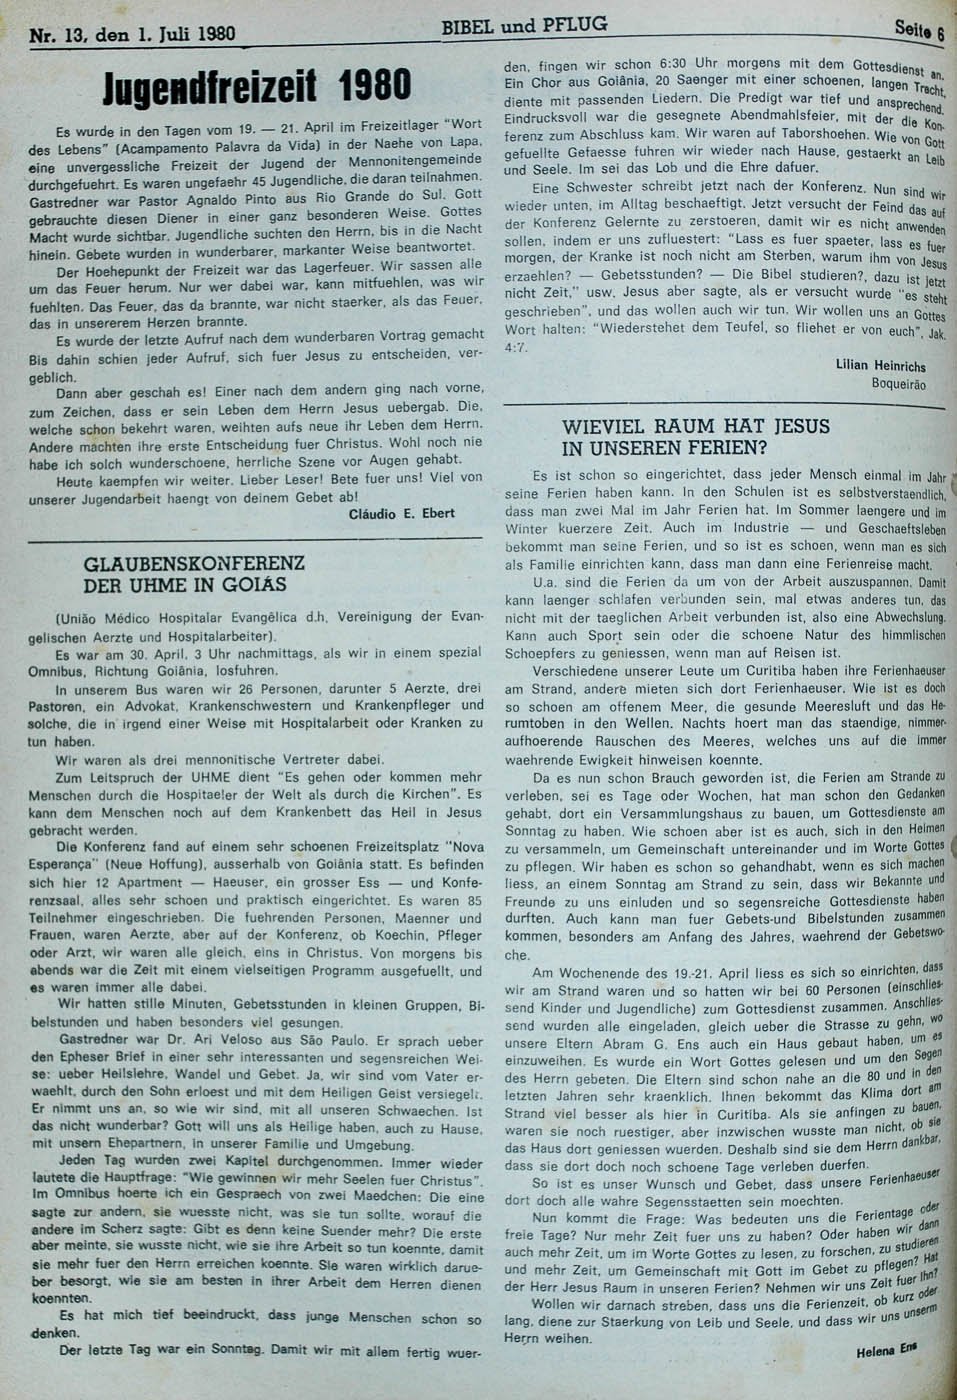 Nr. 13, den 1. Juli 1980
BIBEL und PFLUG
Seite 6
Jugendfreizeit 1980
Es wurde in den Tagen vom 19. — 21. April im Freizeitlager "Wort
des Lebens" (Acampamento Palavra da Vida) in der Naehe von Lapa,
eine unvergessliche Freizeit der Jugend der Mennonitengemeinde
durchgefuehrt. Es waren ungefaehr 45 Jugendliche, die daran teilnahmen.
Gastredner war Pastor Agnaldo Pinto aus Rio Grande do Sul. Gott
gebrauchte diesen Diener in einer ganz besonderen Weise. Gottes
Macht wurde sichtbar. Jugendliche suchten den Herrn, bis in die Nacht
hinein. Gebete wurden in wunderbarer, markanter Weise beantwortet.
Der Hoehepunkt der Freizeit war das Lagerfeuer. Wir sassen alle
um das Feuer herum. Nur wer dabei war, kann mitfuehlen, was wir
fuehlten. Das Feuer, das da brannte, war nicht staerker, als das Feuer,
das in unsererem Herzen brannte.
Es wurde der letzte Aufruf nach dem wunderbaren Vortrag gemacht
Bis dahin schien jeder Aufruf, sich fuer Jesus zu entscheiden, ver-
geblich.
Dann aber geschah es! Einer nach dem andern ging nach vorne,
zum Zeichen, dass er sein Leben dem Herrn Jesus uebergab. Die,
welche schon bekehrt waren, weihten aufs neue ihr Leben dem Herrn.
Andere machten ihre erste Entscheidung fuer Christus. Wohl noch nie
habe ich solch wunderschoene, herrliche Szene vor Augen gehabt.
Heute kaempfen wir weiter. Lieber Leser! Bete fuer uns! Viel von
unserer Jugendarbeit haengt von deinem Gebet ab!
Cláudio E. Ebert
GLAUBENSKONFERENZ
DER UHME IN GOIÁS
(União Médico Hospitalar Evangêlica d.h. Vereinigung der Evan-
gelischen Aerzte und Hospitalarbeiter).
Es war am 30. April. 3 Uhr nachmittags, als wir in einem spezial
Omnibus, Richtung Goiânia, losfuhren.
In unserem Bus waren wir 26 Personen, darunter 5 Aerzte, drei
Pastoren, ein Advokat, Krankenschwestern und Krankenpfleger und
solche, die in irgend einer Weise mit Hospitalarbeit oder Kranken zu
tun haben.
Wir waren als drei mennonitische Vertreter dabei.
Zum Leitspruch der UHME dient "Es gehen oder kommen mehr
Menschen durch die Hospitaeler der Welt als durch die Kirchen". Es
kann dem Menschen noch auf dem Krankenbett das Heil in Jesus
gebracht werden.
Die Konferenz fand auf einem sehr schoenen Freizeitsplatz "Nova
Esperança" (Neue Hoffung), ausserhalb von Goiânia statt. Es befinden
sich hier 12 Apartment — Haeuser, ein grosser Ess — und Konfe-
renzsaal, alles sehr schoen und praktisch eingerichtet. Es waren 85
Teilnehmer eingeschrieben. Die fuehrenden Personen, Maenner und
Frauen, waren Aerzte, aber auf der Konferenz, ob Koechin, Pfleger
oder Arzt, wir waren alle gleich, eins in Christus. Von morgens bis
abends war die Zeit mit einem vielseitigen Programm ausgefuellt, und
es waren immer alle dabei.
Wir hatten stille Minuten, Gebetsstunden in kleinen Gruppen, Bi-
belstunden und haben besonders viel gesungen.
Gastredner war Dr. Ari Veloso aus São Paulo. Er sprach ueber
den Epheser Brief in einer sehr interessanten und segensreichen Wei-
se: ueber Heilslehre, Wandel und Gebet. Ja, wir sind vom Vater er-
waehlt, durch den Sohn erloest und mit dem Heiligen Geist versiegelt.
Er nimmt uns an, so wie wir sind, mit all unseren Schwaechen. Ist
das nicht wunderbar? Gott will uns als Heilige haben, auch zu Hause,
mit unsern Ehepartnern, in unserer Familie und Umgebung.
Jeden Tag wurden zwei Kapitel durchgenommen. Immer wieder
lautete die Hauptfrage: "Wie gewinnen wir mehr Seelen fuer Christus".
Im Omnibus hoerte ich ein Gespraech von zwei Maedchen: Die eine
sagte zur andern, sie wuesste nicht, was sie tun sollte, worauf die
andere im Scherz sagte: Gibt es denn keine Suender mehr? Die erste
aber meinte, sie wusste nicht, wie sie ihre Arbeit so tun koennte, damit
sie mehr fuer den Herrn erreichen koennte. Sie waren wirklich darue-
ber besorgt, wie sie am besten in ihrer Arbeit dem Herren dienen
koennten.
Es hat mich tief beeindruckt, dass junge Menschen schon so
denken.
Der letzte Tag war ein Sonntag. Damit wir mit allem fertig wuer-
den, fingen wir schon 6:30 Uhr morgens mit dem Gottesdienst an.
Ein Chor aus Goiânia, 20 Saenger mit einer schoenen, langen Tracht,
diente mit passenden Liedern. Die Predigt war tief und ansprechend.
Eindrucksvoll war die gesegnete Abendmahlsfeier, mit der die Kon-
ferenz zum Abschluss kam. Wir waren auf Taborshoehen. Wie von Gott
gefuellte Gefaesse fuhren wir wieder nach Hause, gestaerkt an Leib
und Seele. Im sei das Lob und die Ehre dafuer.
Eine Schwester schreibt jetzt nach der Konferenz. Nun sind wir
wieder unten, im Alltag beschaeftigt. Jetzt versucht der Feind das auf
der Konferenz Gelernte zu zerstoeren, damit wir es nicht anwenden
sollen, indem er uns zufluestert: "Lass es fuer spaeter, lass es fuer
morgen, der Kranke ist noch nicht am Sterben, warum ihm von Jesus
erzaehlen? — Gebetsstunden? — Die Bibel studieren?, dazu ist jetzt
nicht Zeit," usw. Jesus aber sagte, als er versucht wurde "es steht
geschrieben", und das wollen auch wir tun. Wir wollen uns an Gottes
Wort halten: "Wiederstehet dem Teufel, so fliehet er von euch", Jak.
4:7.
Lilian Heinrichs
Boqueirão
WIEVIEL RAUM HAT JESUS
IN UNSEREN FERIEN?
Es ist schon so eingerichtet, dass jeder Mensch einmal im Jahr
seine Ferien haben kann. In den Schulen ist es selbstverstaendlich,
dass man zwei Mal im Jahr Ferien hat. Im Sommer laengere und im
Winter kuerzere Zeit. Auch im Industrie — und Geschaeftsleben
bekommt man seine Ferien, und so ist es schoen, wenn man es sich
als Familie einrichten kann, dass man dann eine Ferienreise macht.
U.a. sind die Ferien da um von der Arbeit auszuspannen. Damit
kann laenger schlafen verbunden sein, mal etwas anderes tun, das
nicht mit der taeglichen Arbeit verbunden ist, also eine Abwechslung.
Kann auch Sport sein oder die schoene Natur des himmlischen
Schoepfers zu geniessen, wenn man auf Reisen ist.
Verschiedene unserer Leute um Curitiba haben ihre Ferienhaeuser
am Strand, andere mieten sich dort Ferienhaeuser. Wie ist es doch
so schoen am offenem Meer, die gesunde Meeresluft und das He-
rumtoben in den Wellen. Nachts hoert man das staendige, nimmer-
aufhoerende Rauschen des Meeres, welches uns auf die immer
waehrende Ewigkeit hinweisen koennte.
Da es nun schon Brauch geworden ist, die Ferien am Strande zu
verleben, sei es Tage oder Wochen, hat man schon den Gedanken
gehabt, dort ein Versammlungshaus zu bauen, um Gottesdienste am
Sonntag zu haben. Wie schoen aber ist es auch, sich in den Heimen
zu versammeln, um Gemeinschaft untereinander und im Worte Gottes
zu pflegen. Wir haben es schon so gehandhabt, wenn es sich machen
liess, an einem Sonntag am Strand zu sein, dass wir Bekannte und
Freunde zu uns einluden und so segensreiche Gottesdienste haben
durften. Auch kann man fuer Gebets-und Bibelstunden zusammen
kommen, besonders am Anfang des Jahres, waehrend der Gebetswo-
che.
Am Wochenende des 19.-21. April liess es sich so einrichten, dass
wir am Strand waren und so hatten wir bei 60 Personen (einschlies-
send Kinder und Jugendliche) zum Gottesdienst zusammen. Anschlies-
send wurden alle eingeladen, gleich ueber die Strasse zu gehn, wo
unsere Eltern Abram G. Ens auch ein Haus gebaut haben, um es
einzuweihen. Es wurde ein Wort Gottes gelesen und um den Segen
des Herrn gebeten. Die Eltern sind schon nahe an die 80 und in den
letzten Jahren sehr kraenklich. Ihnen bekommt das Klima dort am
Strand viel besser als hier in Curitiba. Als sie anfingen zu bauen,
waren sie noch ruestiger, aber inzwischen wusste man nicht, ob sie
das Haus dort geniessen wuerden. Deshalb sind sie dem Herrn dankbar,
dass sie dort doch noch schoene Tage verleben duerfen.
So ist es unser Wunsch und Gebet, dass unsere Ferienhaeuser
dort doch alle wahre Segensstaetten sein moechten.
Nun kommt die Frage: Was bedeuten uns die Ferientage oder
freie Tage? Nur mehr Zeit fuer uns zu haben? Oder haben wir dann
auch mehr Zeit, um im Worte Gottes zu lesen, zu forschen, zu studieren
und mehr Zeit, um Gemeinschaft mit Gott im Gebet zu pflegen? Hat
der Herr Jesus Raum in unseren Ferien? Nehmen wir uns Zeit fuer Ihn?
Wollen wir darnach streben, dass uns die Ferienzeit, ob kurz oder
lang, diene zur Staerkung von Leib und Seele, und dass wir uns unserm
Herrn weihen.
Helena Ens